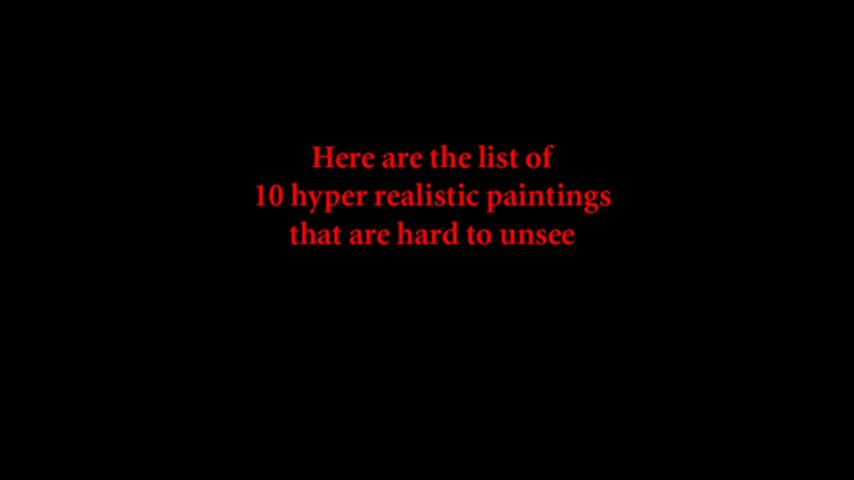 Here are the list of
10 hyper realistic paintings
that are hard to unsee